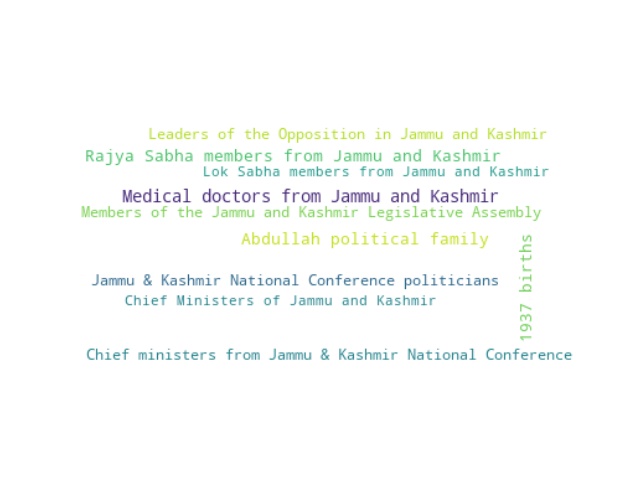 Leaders of the Opposition in Jammu and Kashmir
Rajya Sabha members from Jammu and Kashmir
Lok Sabha members from Jammu and Kashmir
Medical doctors from Jammu and Kashmir
Members of the Jammu and Kashmir Legislative Assembly
Abdullah political family
1937 births
Jammu & Kashmir National Conference politicians
Chief Ministers of Jammu and Kashmir
Chief ministers from Jammu & Kashmir National Conference